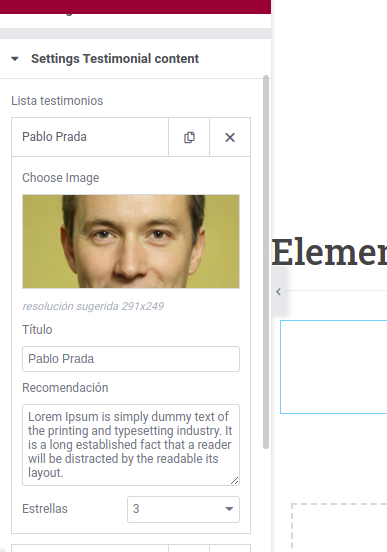 Settings Testimonial content
Lista testimonios
Pablo Prada
Choose Image
resolución sugerida 291x249
Título
Pablo Prada
Recomendación
Lorem Ipsum is simply dummy text of
the printing and typesetting industry. It
is a long established fact that a reader
will be distracted by the readable its
layout.
Estrellas
3
Elemen